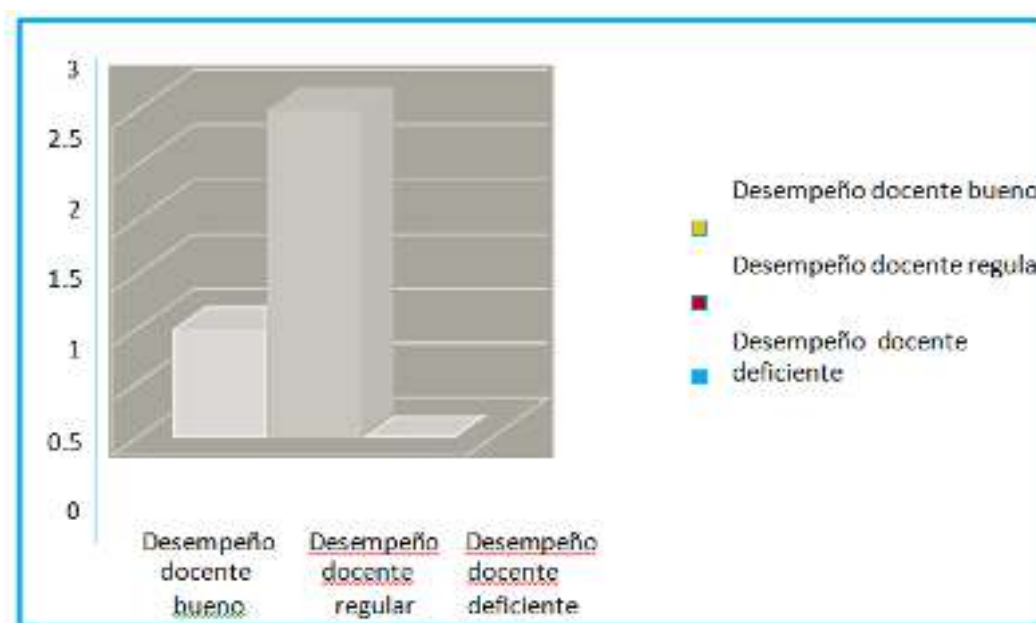 3
2.5
2
1.5
1
0.5
0
Desempeño docente bueno
Desempeño docente regula
Desempeño docente
deficiente
Desempeño Desempeño Desempeño
docente docente docente
bueno regular deficiente